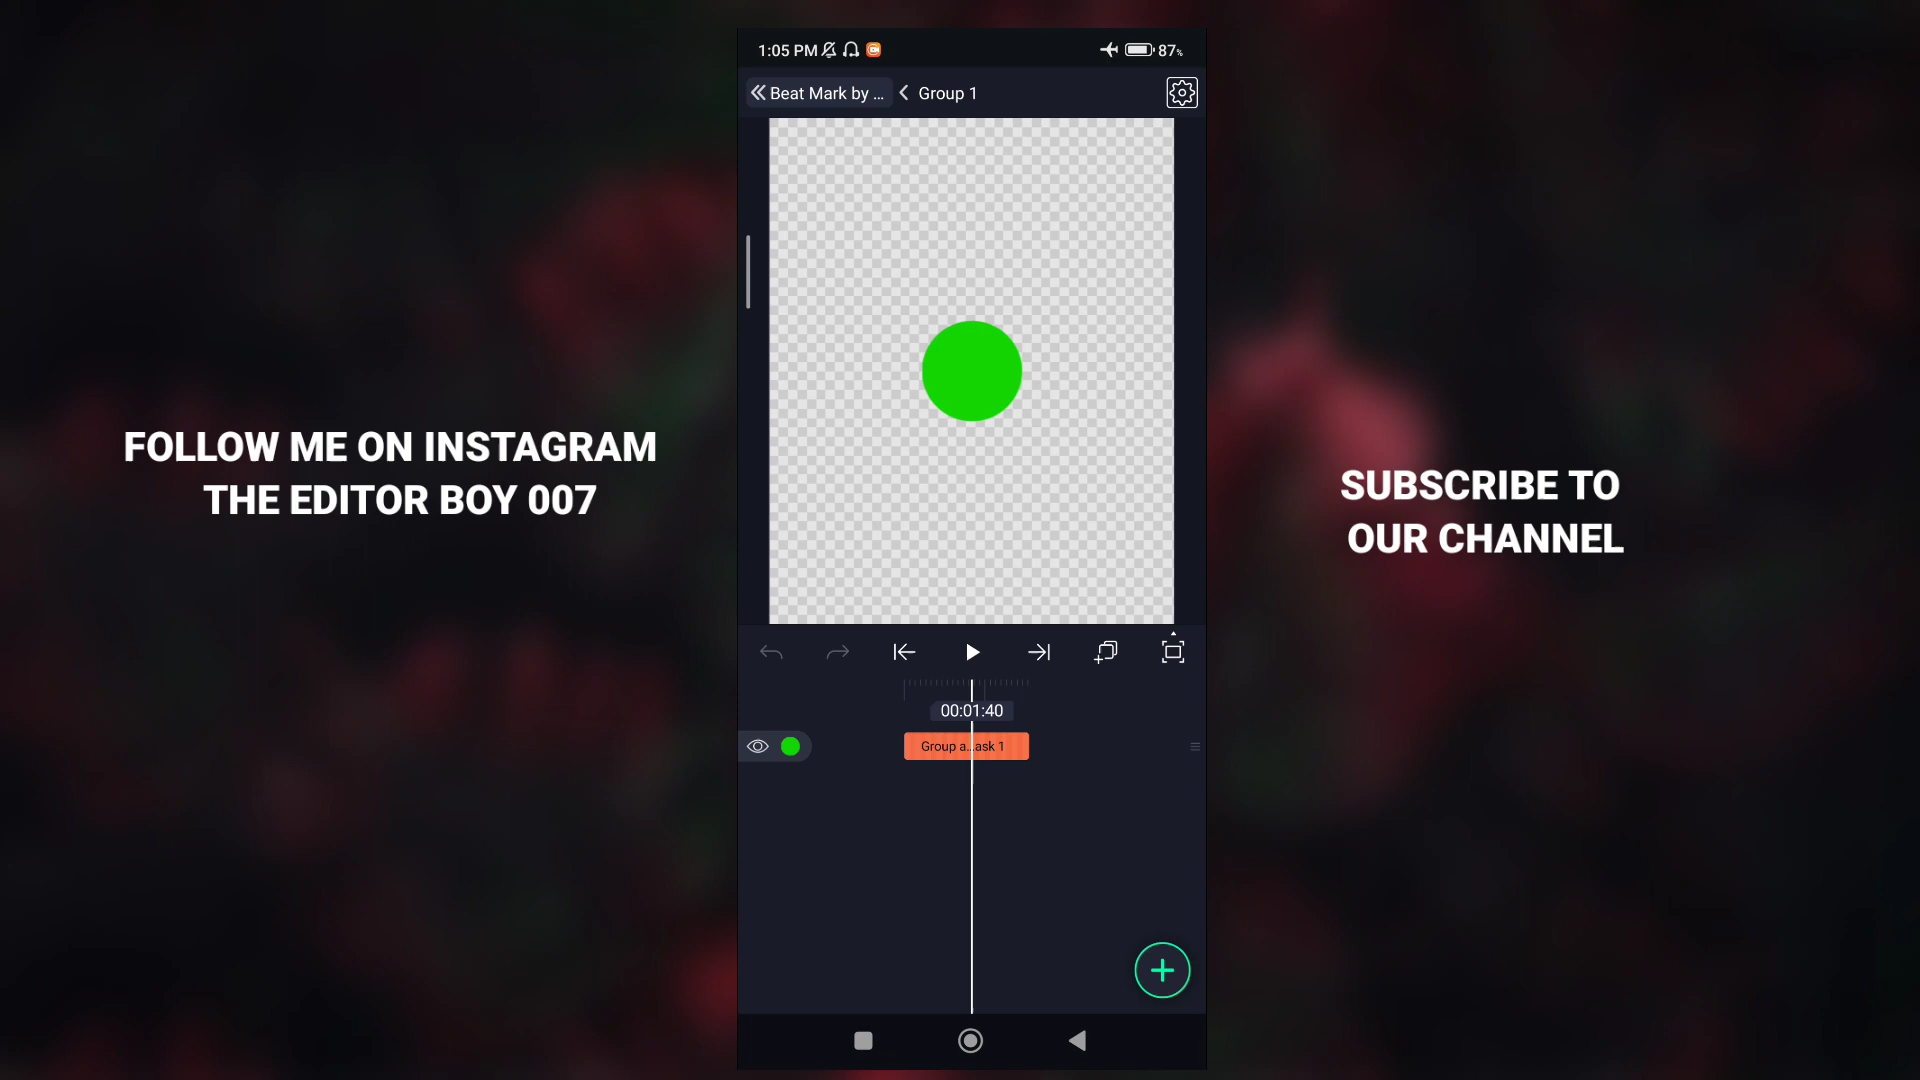 1:05 PM
87%
Beat Mark by ...
Group 1
FOLLOW ME ON INSTAGRAM
THE EDITOR BOY 007
SUBSCRIBE TO
OUR CHANNEL
00:01:40
Group a...ask 1